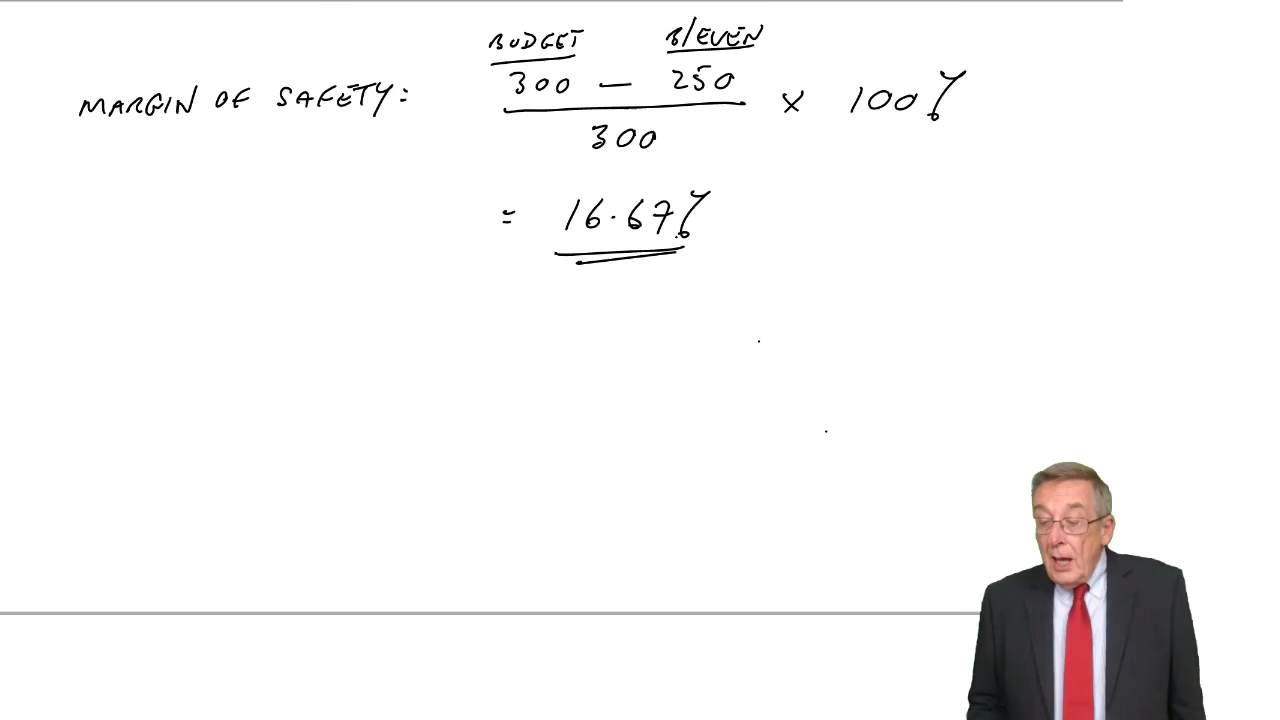 BUDGET B/EVEN
MARGIN OF SAFETY: 300 — 250 × 100%
300
= 16.67%